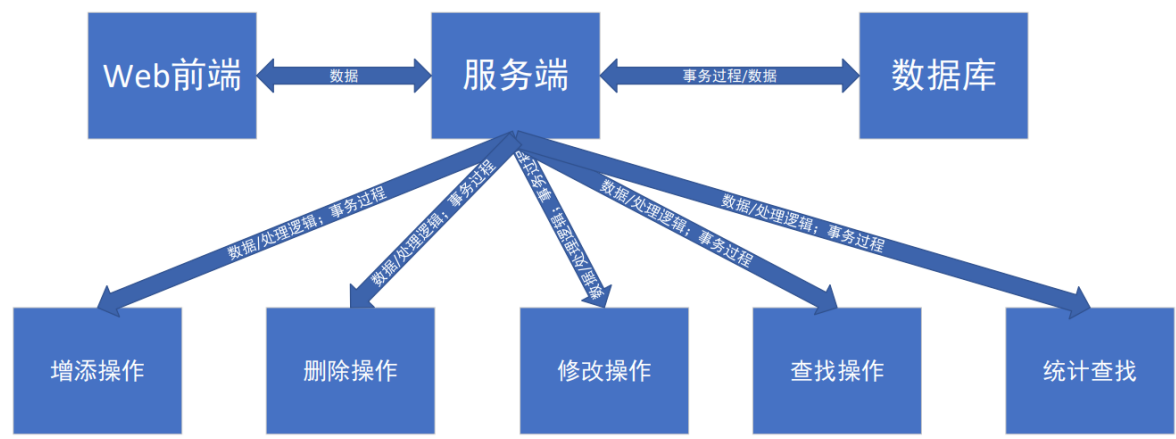 Web前端
数据
服务端
事务过程/数据
数据库
数据/处理逻辑；事务过程
数据/处理逻辑；事务过程
数据/处理逻辑；事务过程
数据/处理逻辑；事务过程
数据/处理逻辑；事务过程
增添操作
删除操作
修改操作
查找操作
统计查找